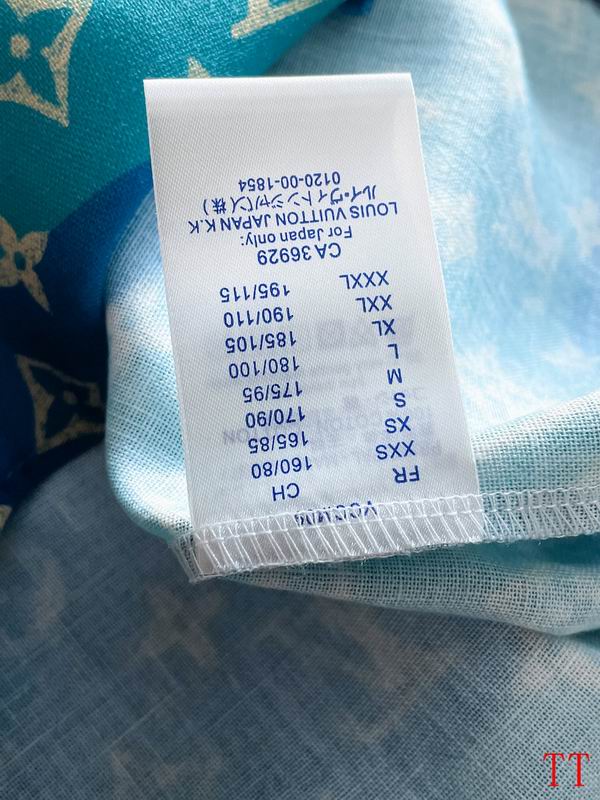 FR CH
XXS 160/80
XS 165/85
S 170/90
M 175/95
L 180/100
XL 185/105
XXL 190/110
XXXL 195/115
CA 36929
For Japan only:
LOUIS VUITTON JAPAN K.K
ルイ・ヴィトンジャパン(株)
0120-00-1854
TT